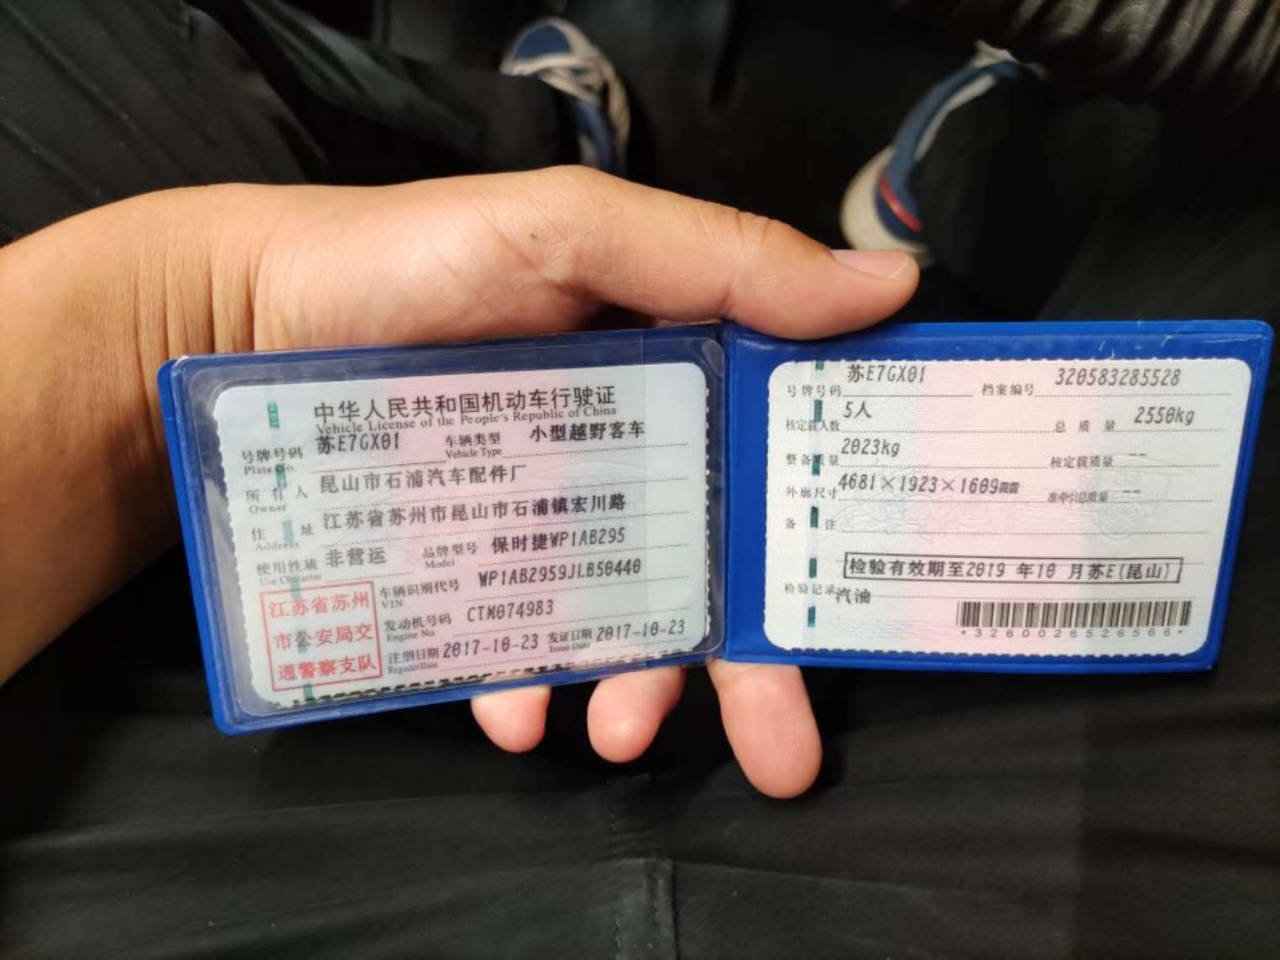 中华人民共和国机动车行驶证
Vehicle License of the People's Republic of China
号牌号码 苏E7GX01 车辆类型 小型越野客车
Plate No. Vehicle Type
所有人 昆山市石浦汽车配件厂
Owner
住址 江苏省苏州市昆山市石浦镇宏川路
Address
使用性质 非营运 品牌型号 保时捷WP1AB295
Use Character Model
江苏省苏州
市公安局交
通警察支队
车辆识别代号 WP1AB2959JLB50440
VIN
发动机号码 CTM074983
Engine No.
注册日期 2017-10-23 发证日期 2017-10-23
Register Date Issue Date
号牌号码 苏E7GX01 档案编号 320583285528
核定载人数 5人 总质量 2550kg
整备质量 2023kg 核定载质量 --
外廓尺寸 4681×1923×1609mm 准牵引总质量 --
备注
检验有效期至2019年10月苏E(昆山)
检验记录 汽油
*3260026526566*